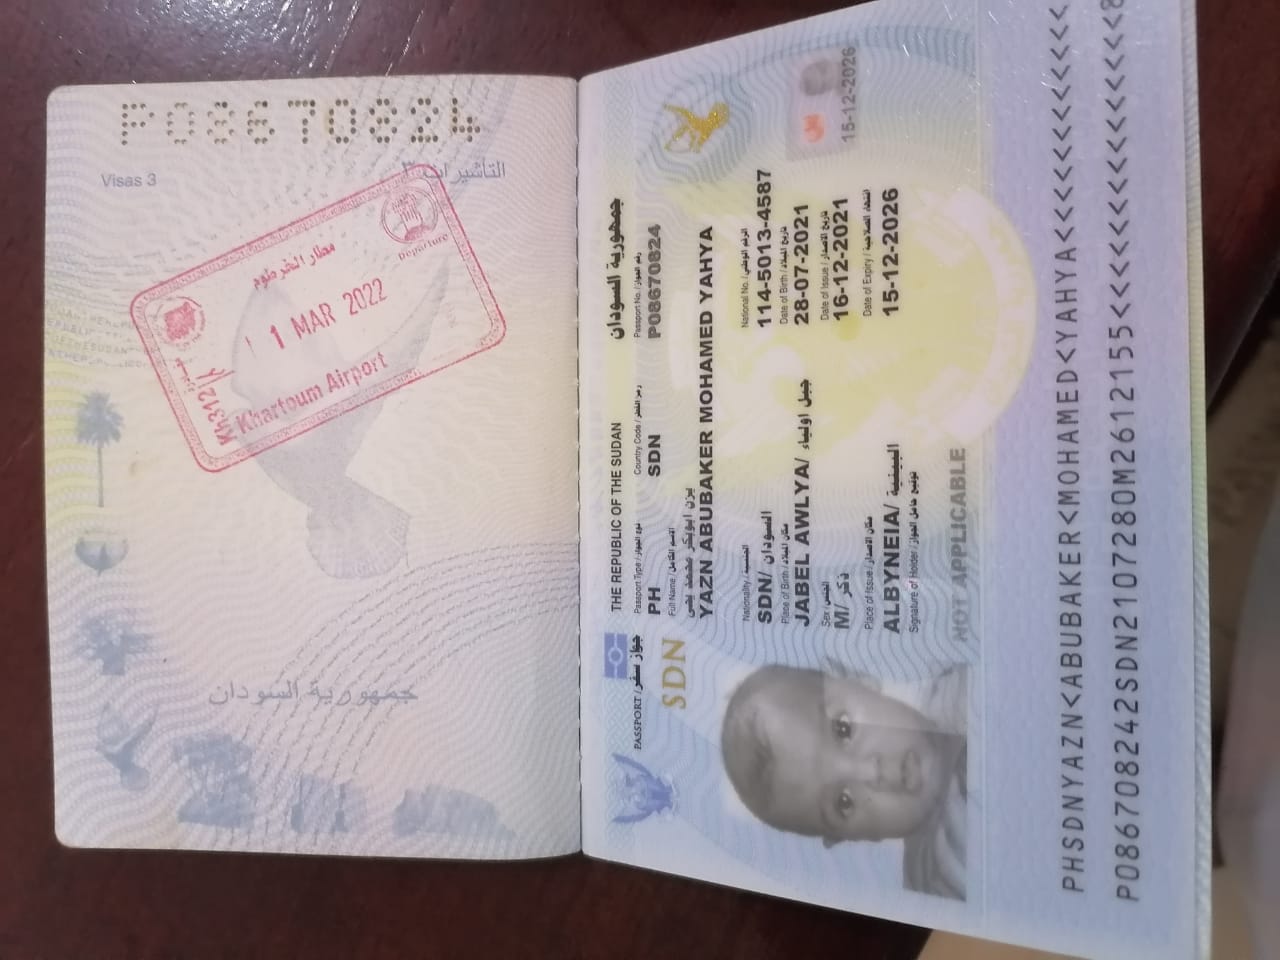 P08670824
Visas 3
التأشيرات ٣
مطار الخرطوم
Departure
1 MAR 2022
Kh312/
Khartoum Airport
جمهورية السودان
THE REPUBLIC OF THE SUDAN
جمهورية السودان
PASSPORT / جواز سفر
Passport Type / نوع الجواز
Country Code / رمز القطر
Passport No. / رقم الجواز
PH
SDN
P08670824
SDN
Full Name / الاسم الكامل
يزن ابوبكر محمد يحي
YAZN ABUBAKER MOHAMED YAHYA
Nationality / الجنسية
National No. / الرقم الوطني
SDN/ السودان
114-5013-4587
Place of Birth / مكان الميلاد
Date of Birth / تاريخ الميلاد
JABEL AWLYA/ جبل اولياء
28-07-2021
Sex / الجنس
Date of Issue / تاريخ الاصدار
M/ ذكر
16-12-2021
Place of Issue / مكان الاصدار
Date of Expiry / انتهاء الصلاحية
ALBYNEIA/ البينية
15-12-2026
15-12-2026
Signature of Holder / توقيع حامل الجواز
NOT APPLICABLE
PHSDNYAZN<ABUBAKER<MOHAMED<YAHYA<<<<<<<<<<<<
P086708242SDN2107280M26121​55<<<<<<<<<<<<<<<8